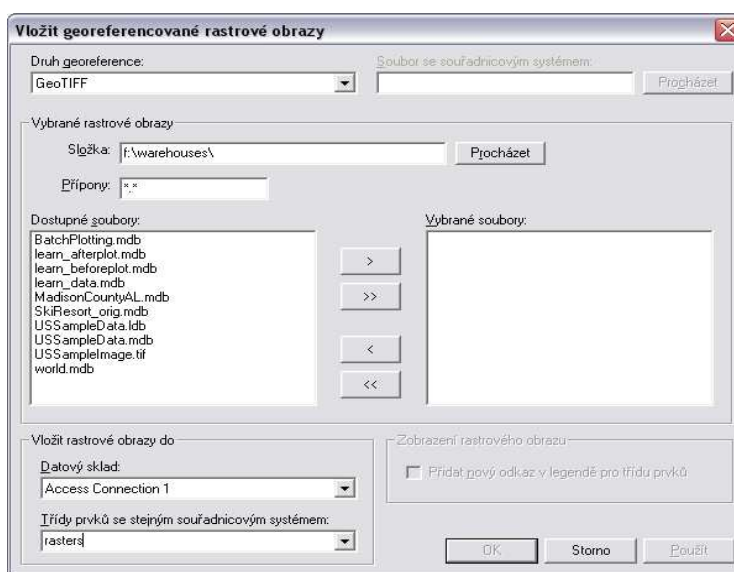 Vložit georeferencované rastrové obrazy
Druh georeference:
GeoTIFF
Soubor se souřadnicovým systémem:
Procházet
Vybrané rastrové obrazy
Složka: f:\warehouses\
Procházet
Přípony: *.*
Dostupné soubory:
BatchPlotting.mdb
learn_afterplot.mdb
learn_beforeplot.mdb
learn_data.mdb
MadisonCountyAL.mdb
SkiResort_orig.mdb
USSampleData.ldb
USSampleData.mdb
USSampleImage.tif
world.mdb
>
>>
<
<<
Vybrané soubory:
Vložit rastrové obrazy do
Datový sklad:
Access Connection 1
Třídy prvků se stejným souřadnicovým systémem:
rasters
Zobrazení rastrového obrazu
Přidat nový odkaz v legendě pro třídu prvků
OK
Storno
Použít